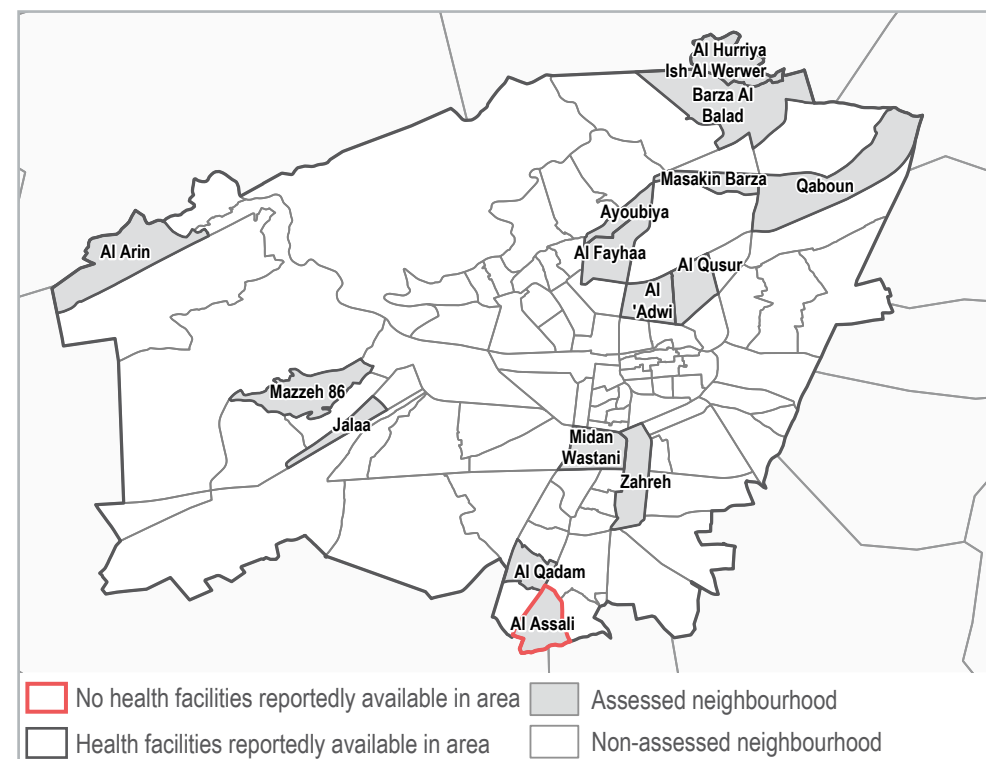 Al Hurriya
Ish Al Werwer
Barza Al
Balad
Masakin Barza
Qaboun
Ayoubiya
Al Arin
Al Fayhaa
Al Qusur
Al
'Adwi
Mazzeh 86
Jalaa
Midan
Wastani
Zahreh
Al Qadam
Al Assali
No health facilities reportedly available in area
Assessed neighbourhood
Health facilities reportedly available in area
Non-assessed neighbourhood